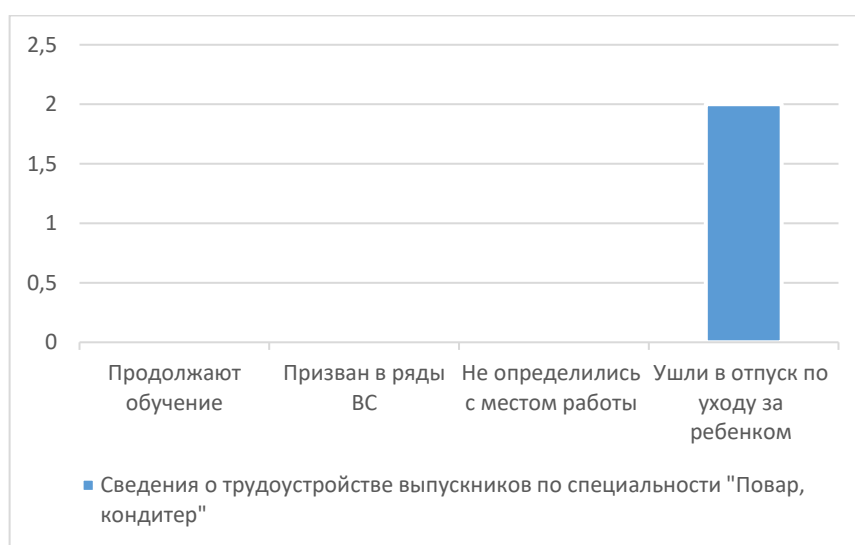 2,5
2
1,5
1
0,5
0
Продолжают
обучение
Призван в ряды
ВС
Не определились
с местом работы
Ушли в отпуск по
уходу за
ребенком
Сведения о трудоустройстве выпускников по специальности "Повар,
кондитер"